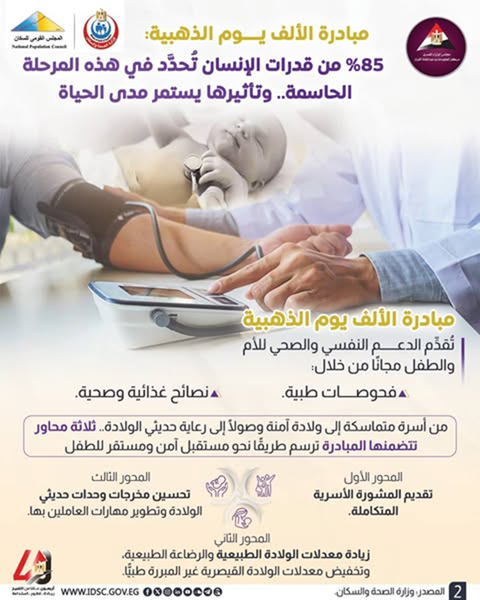 المجلس القومي للسكان
National Population Council
مبادرة الألف يـــوم الذهبية:
85% من قدرات الإنسان تُحدَّد في هذه المرحلة
الحاسمة.. وتأثيرها يستمر مدى الحياة
مبادرة الألف يوم الذهبية
تُقدِّم الدعـــم النفسي والصحي للأم
والطفل مجانًا من خلال:
▲فحوصـــات طبية.
▲نصائح غذائية وصحية.
من أسرة متماسكة إلى ولادة آمنة وصولًا إلى رعاية حديثي الولادة.. ثلاثة محاور
تتضمنها المبادرة ترسم طريقًا نحو مستقبل آمن ومستقر للطفل
المحور الأول
تقديم المشورة الأسرية
المتكاملة.
المحور الثالث
تحسين مخرجات وحدات حديثي
الولادة وتطوير مهارات العاملين بها.
المحور الثاني
زيادة معدلات الولادة الطبيعية والرضاعة الطبيعية،
وتخفيض معدلات الولادة القيصرية غير المبررة طبيًّا.
2 المصدر: وزارة الصحة والسكان.
WWW.IDSC.GOV.EG